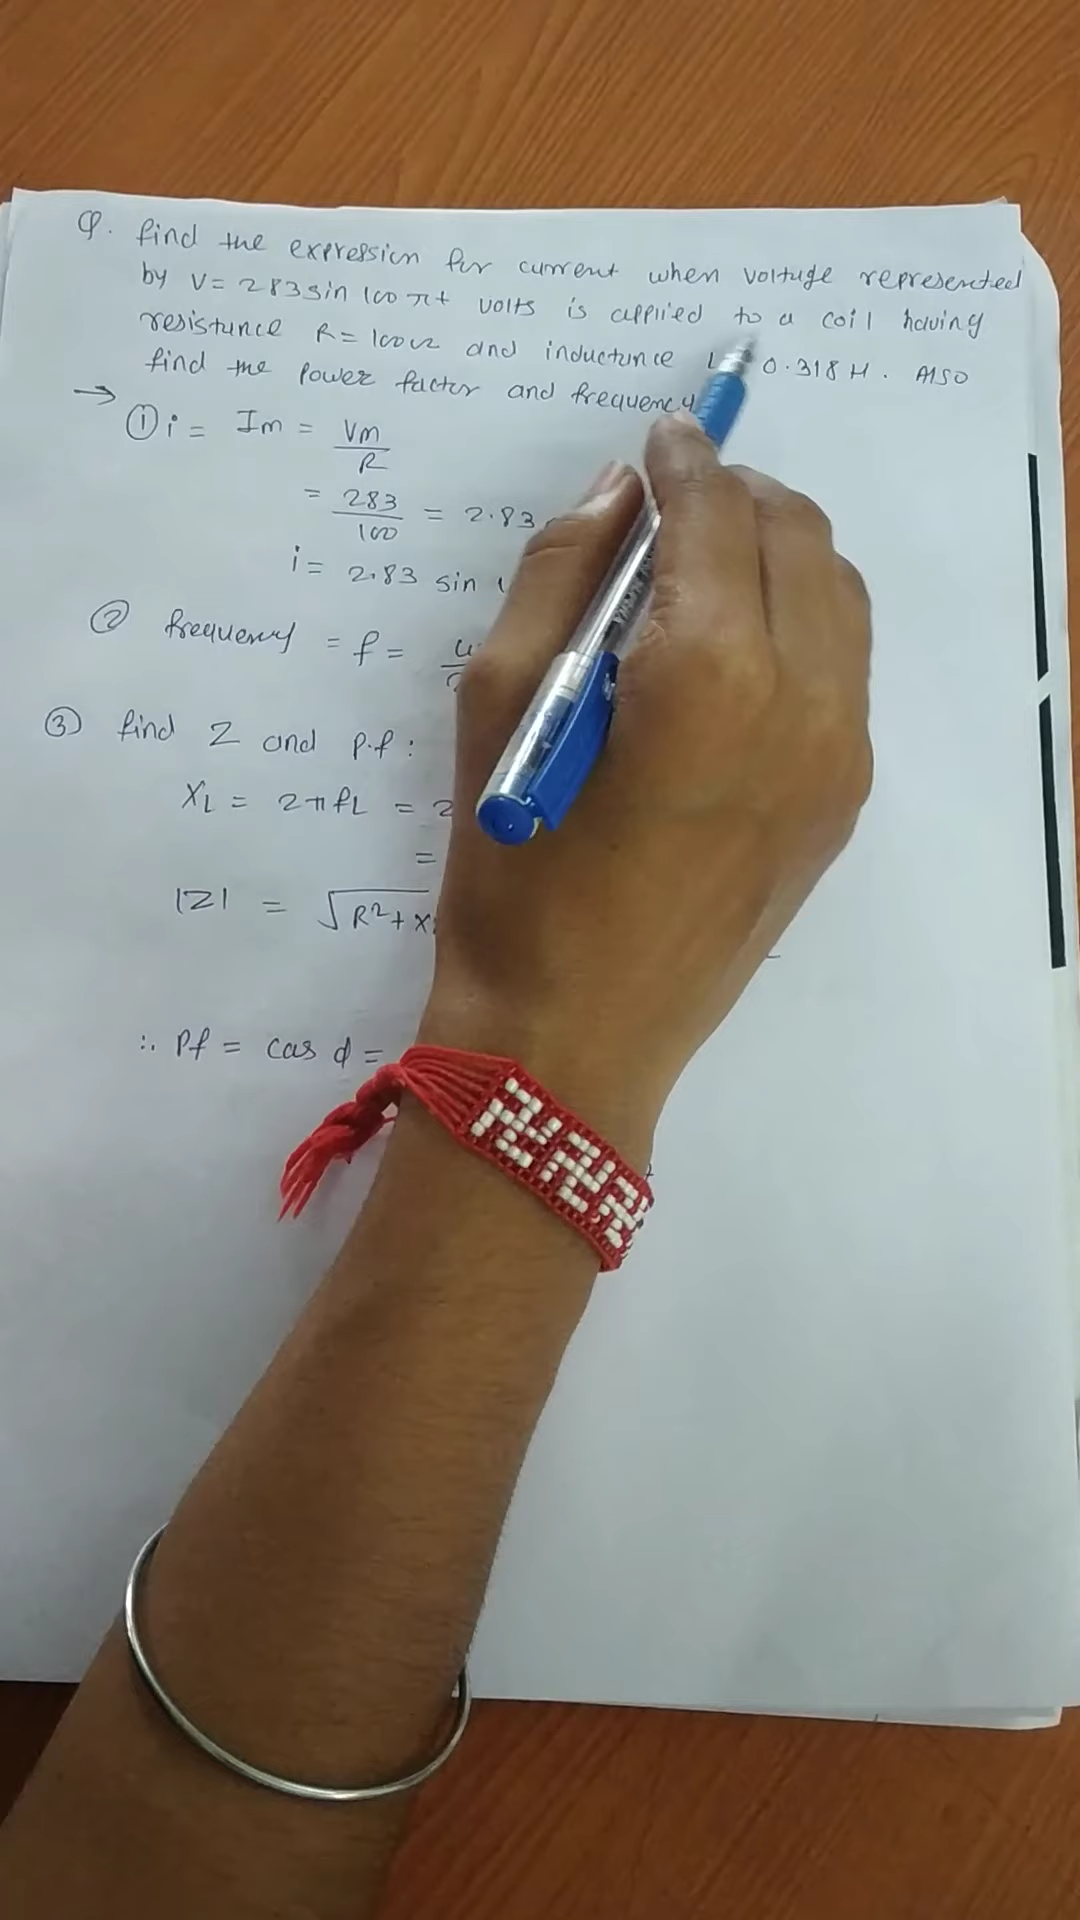 Q. find the expression for current when voltage represented
by V= 283 sin 100 πt volts is applied to a coil having
resistance R= 100Ω and inductance L 0.318 H. Also
find the power factor and frequency
→
① i = Im = Vm
R
= 283 = 2.83
100
i = 2.83 sin
② frequency = f =
③ find Z and p.f :
XL = 2πfL = 2
=
|Z| = √R²+X
∴ Pf = cos φ =